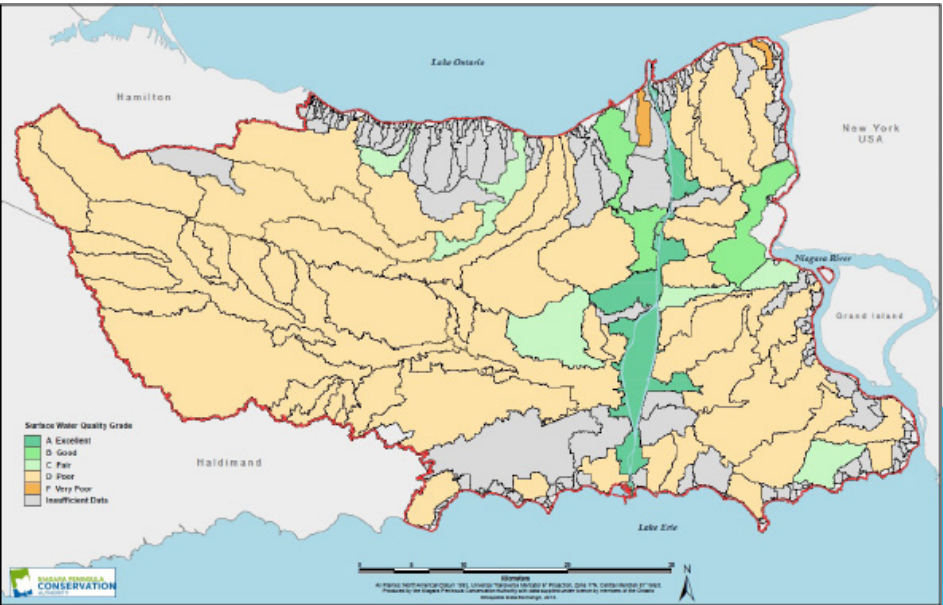 Lake Ontario
Hamilton
New York
USA
Niagara River
Grand Island
Surface Water Quality Grade
A Excellent
B Good
C Fair
D Poor
F Very Poor
Insufficient Data
Haldimand
Lake Erie
NIAGARA PENINSULA
CONSERVATION
AUTHORITY
Kilometers
N